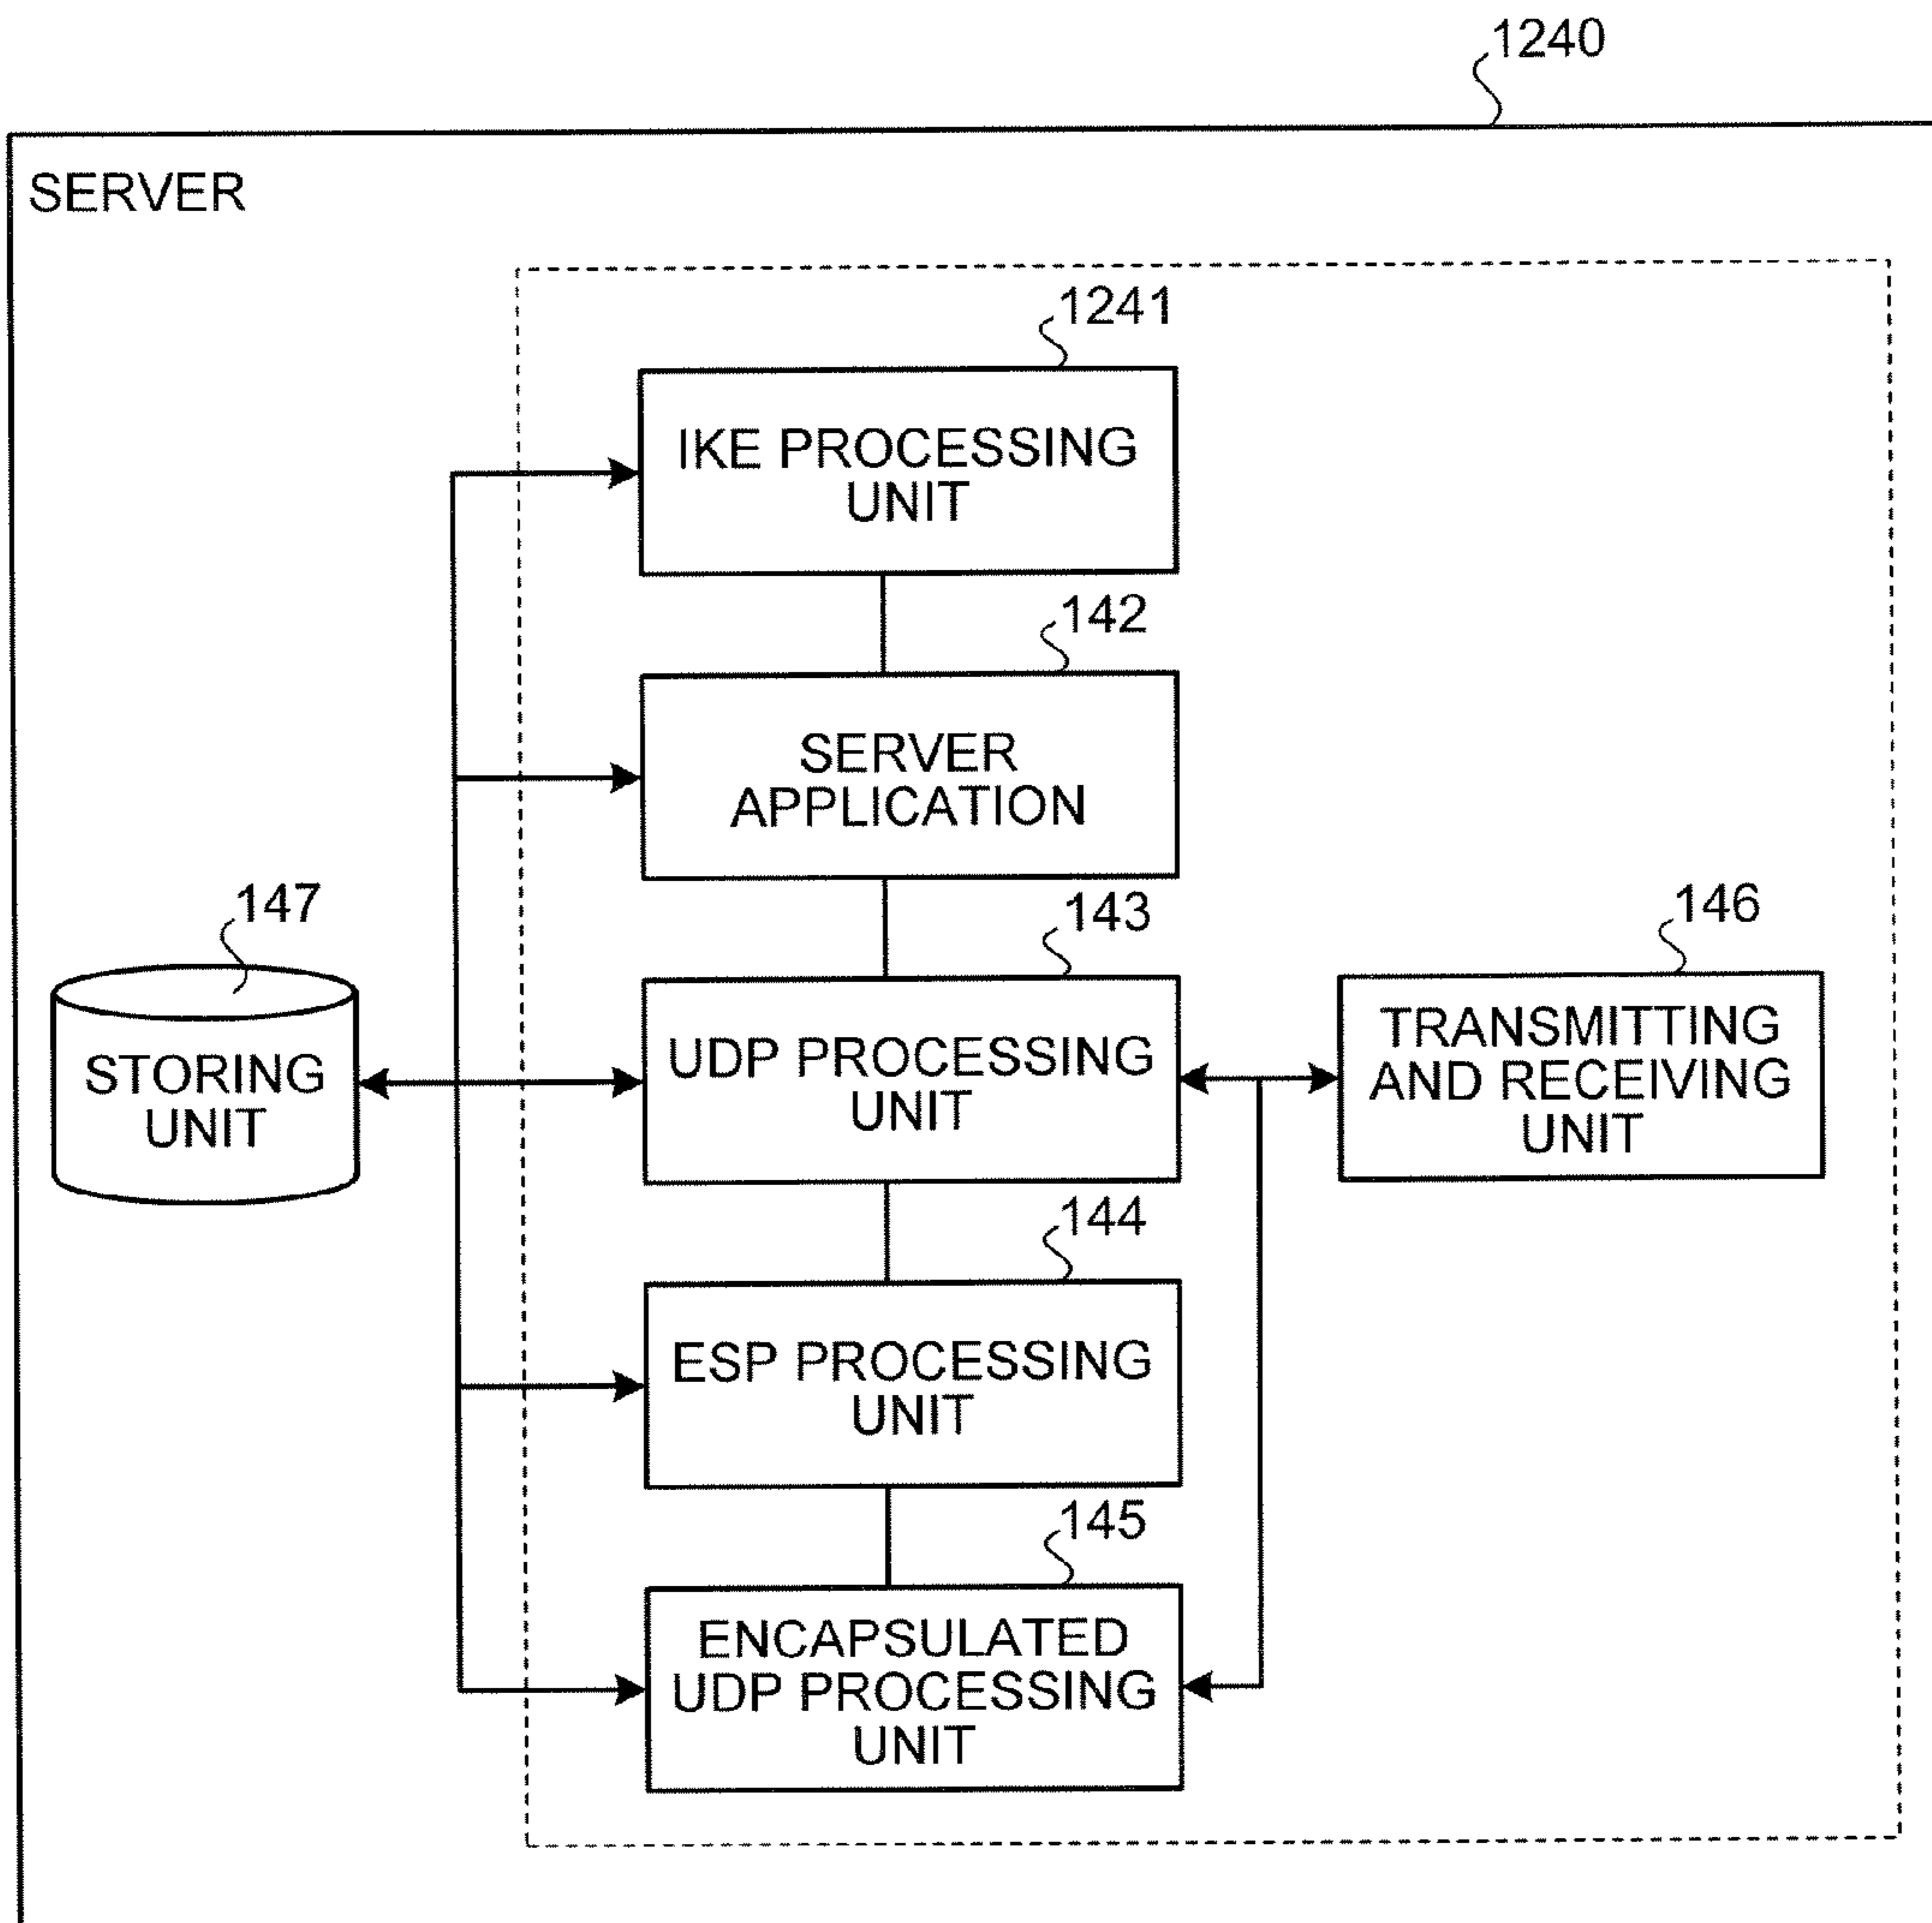 1240
SERVER
1241
IKE PROCESSING
UNIT
142
SERVER
APPLICATION
147
STORING
UNIT
143
UDP PROCESSING
UNIT
146
TRANSMITTING
AND RECEIVING
UNIT
144
ESP PROCESSING
UNIT
145
ENCAPSULATED
UDP PROCESSING
UNIT